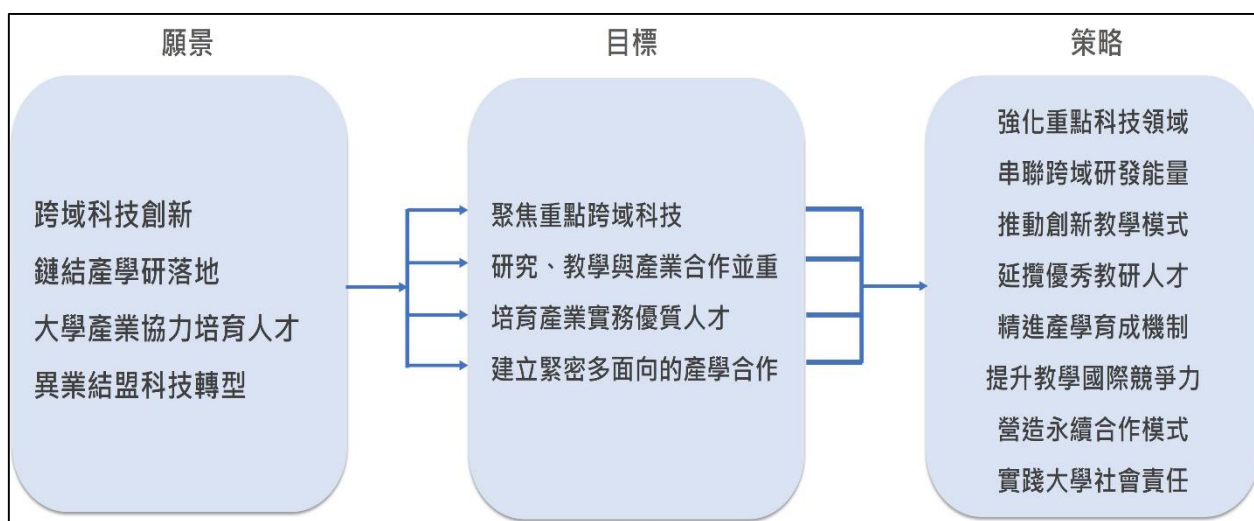 願景
跨域科技創新
鏈結產學研落地
大學產業協力培育人才
異業結盟科技轉型
目標
聚焦重點跨域科技
研究、教學與產業合作並重
培育產業實務優質人才
建立緊密多面向的產學合作
策略
強化重點科技領域
串聯跨域研發能量
推動創新教學模式
延攬優秀教研人才
精進產學育成機制
提升教學國際競爭力
營造永續合作模式
實踐大學社會責任